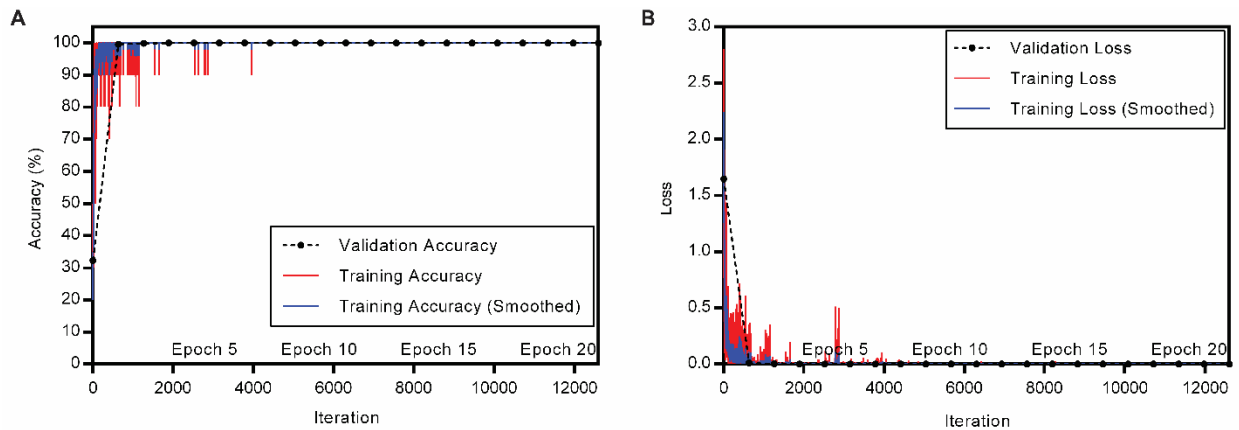 A
100
90
80
70
60
50
40
30
20
10
0
Accuracy (%)
Validation Accuracy
Training Accuracy
Training Accuracy (Smoothed)
Epoch 5 Epoch 10 Epoch 15 Epoch 20
0 2000 4000 6000 8000 10000 12000
Iteration
B
3.0
2.5
2.0
1.5
1.0
0.5
0.0
Loss
Validation Loss
Training Loss
Training Loss (Smoothed)
Epoch 5 Epoch 10 Epoch 15 Epoch 20
0 2000 4000 6000 8000 10000 12000
Iteration